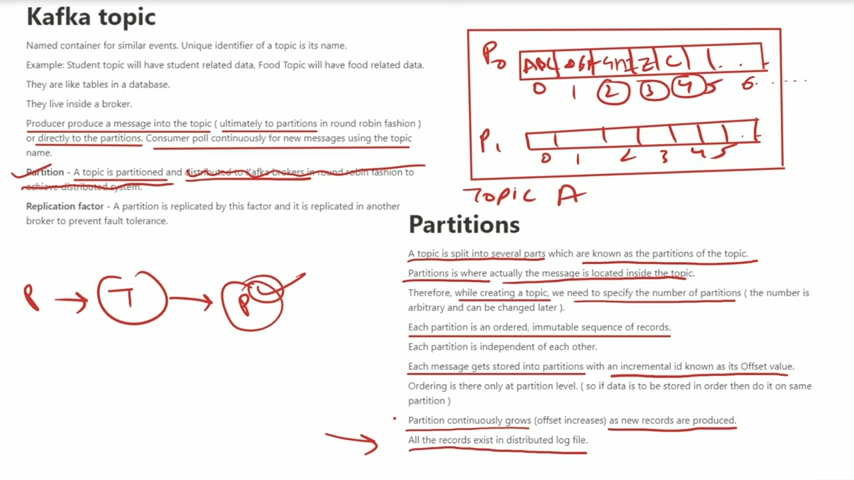 Kafka topic
Named container for similar events. Unique identifier of a topic is its name.
Example: Student topic will have student related data, Food Topic will have food related data.
They are like tables in a database.
They live inside a broker.
Producer produce a message into the topic ( ultimately to partitions in round robin fashion )
or directly to the partitions. Consumer poll continuously for new messages using the topic
name.
Partition - A topic is partitioned and distributed to Kafka brokers in round robin fashion to
achieve distributed system.
Replication factor - A partition is replicated by this factor and it is replicated in another
broker to prevent fault tolerance.
P → T → P
P0 ABC DEF GHI Z C . .
0 1 2 3 4 5 6 . . . . .
P1 . .
0 1 2 3 4 5
TOPIC A
Partitions
A topic is split into several parts which are known as the partitions of the topic.
Partitions is where actually the message is located inside the topic.
Therefore, while creating a topic, we need to specify the number of partitions ( the number is
arbitrary and can be changed later ).
Each partition is an ordered, immutable sequence of records.
Each partition is independent of each other.
Each message gets stored into partitions with an incremental id known as its Offset value.
Ordering is there only at partition level. ( so if data is to be stored in order then do it on same
partition )
Partition continuously grows (offset increases) as new records are produced.
All the records exist in distributed log file.